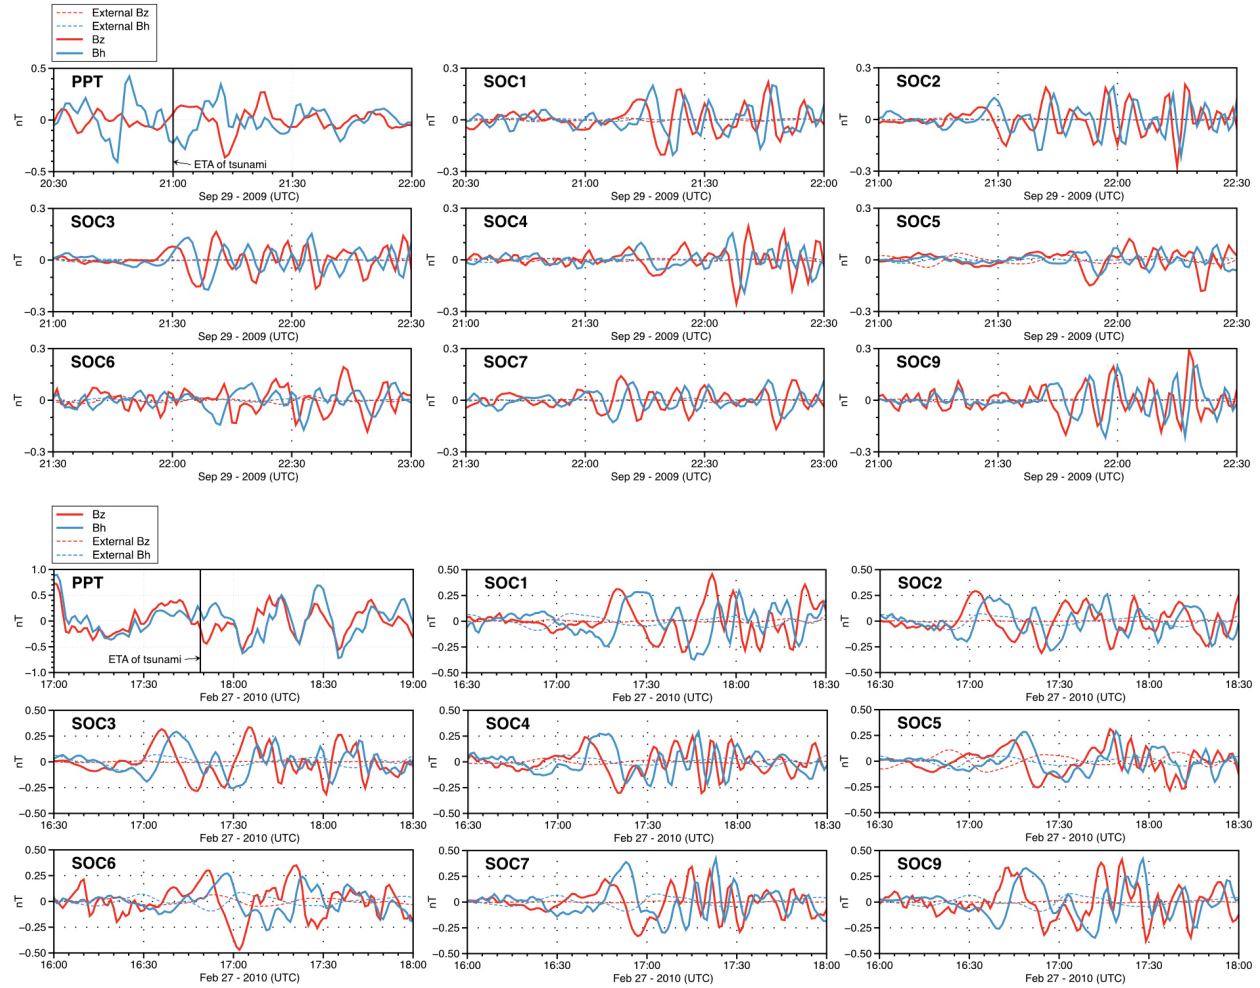 External Bz
External Bh
Bz
Bh
PPT
0.5
0
−0.5
nT
ETA of tsunami
20:30 21:00 21:30 22:00
Sep 29 - 2009 (UTC)
SOC1
0.3
0
−0.3
nT
20:30 21:00 21:30 22:00
Sep 29 - 2009 (UTC)
SOC2
0.3
0
−0.3
nT
21:00 21:30 22:00 22:30
Sep 29 - 2009 (UTC)
SOC3
0.3
0
−0.3
nT
21:00 21:30 22:00 22:30
Sep 29 - 2009 (UTC)
SOC4
0.3
0
−0.3
nT
21:00 21:30 22:00 22:30
Sep 29 - 2009 (UTC)
SOC5
0.3
0
−0.3
nT
21:00 21:30 22:00 22:30
Sep 29 - 2009 (UTC)
SOC6
0.3
0
−0.3
nT
21:30 22:00 22:30 23:00
Sep 29 - 2009 (UTC)
SOC7
0.3
0
−0.3
nT
21:30 22:00 22:30 23:00
Sep 29 - 2009 (UTC)
SOC9
0.3
0
−0.3
nT
21:00 21:30 22:00 22:30
Sep 29 - 2009 (UTC)
Bz
Bh
External Bz
External Bh
PPT
1.0
0.5
0
−0.5
−1.0
nT
ETA of tsunami
17:00 17:30 18:00 18:30 19:00
Feb 27 - 2010 (UTC)
SOC1
0.50
0.25
0
−0.25
−0.50
nT
16:30 17:00 17:30 18:00 18:30
Feb 27 - 2010 (UTC)
SOC2
0.50
0.25
0
−0.25
−0.50
nT
16:30 17:00 17:30 18:00 18:30
Feb 27 - 2010 (UTC)
SOC3
0.50
0.25
0
−0.25
−0.50
nT
16:30 17:00 17:30 18:00 18:30
Feb 27 - 2010 (UTC)
SOC4
0.50
0.25
0
−0.25
−0.50
nT
16:30 17:00 17:30 18:00 18:30
Feb 27 - 2010 (UTC)
SOC5
0.50
0.25
0
−0.25
−0.50
nT
16:30 17:00 17:30 18:00 18:30
Feb 27 - 2010 (UTC)
SOC6
0.50
0.25
0
−0.25
−0.50
nT
16:00 16:30 17:00 17:30 18:00
Feb 27 - 2010 (UTC)
SOC7
0.50
0.25
0
−0.25
−0.50
nT
16:00 16:30 17:00 17:30 18:00
Feb 27 - 2010 (UTC)
SOC9
0.50
0.25
0
−0.25
−0.50
nT
16:00 16:30 17:00 17:30 18:00
Feb 27 - 2010 (UTC)